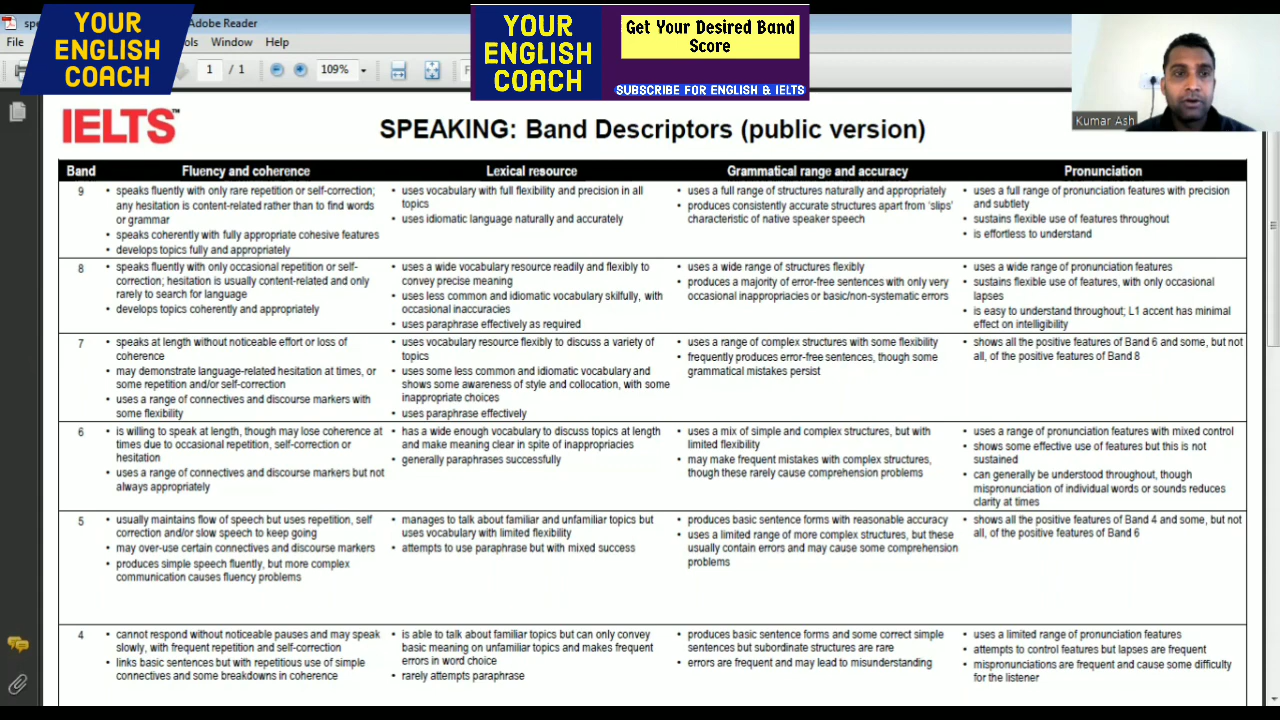 YOUR
ENGLISH
COACH
Adobe Reader
File
Window
Help
1
/ 1
109%
YOUR
ENGLISH
COACH
Get Your Desired Band
Score
SUBSCRIBE FOR ENGLISH & IELTS
Kumar Ash
IELTS™
SPEAKING: Band Descriptors (public version)
Band
Fluency and coherence
Lexical resource
Grammatical range and accuracy
Pronunciation
9
• speaks fluently with only rare repetition or self-correction;
any hesitation is content-related rather than to find words
or grammar
• speaks coherently with fully appropriate cohesive features
• develops topics fully and appropriately
• uses vocabulary with full flexibility and precision in all
topics
• uses idiomatic language naturally and accurately
• uses a full range of structures naturally and appropriately
• produces consistently accurate structures apart from ‘slips’
characteristic of native speaker speech
• uses a full range of pronunciation features with precision
and subtlety
• sustains flexible use of features throughout
• is effortless to understand
8
• speaks fluently with only occasional repetition or self-
correction; hesitation is usually content-related and only
rarely to search for language
• develops topics coherently and appropriately
• uses a wide vocabulary resource readily and flexibly to
convey precise meaning
• uses less common and idiomatic vocabulary skilfully, with
occasional inaccuracies
• uses paraphrase effectively as required
• uses a wide range of structures flexibly
• produces a majority of error-free sentences with only very
occasional inappropriacies or basic/non-systematic errors
• uses a wide range of pronunciation features
• sustains flexible use of features, with only occasional
lapses
• is easy to understand throughout; L1 accent has minimal
effect on intelligibility
7
• speaks at length without noticeable effort or loss of
coherence
• may demonstrate language-related hesitation at times, or
some repetition and/or self-correction
• uses a range of connectives and discourse markers with
some flexibility
• uses vocabulary resource flexibly to discuss a variety of
topics
• uses some less common and idiomatic vocabulary and
shows some awareness of style and collocation, with some
inappropriate choices
• uses paraphrase effectively
• uses a range of complex structures with some flexibility
• frequently produces error-free sentences, though some
grammatical mistakes persist
• shows all the positive features of Band 6 and some, but not
all, of the positive features of Band 8
6
• is willing to speak at length, though may lose coherence at
times due to occasional repetition, self-correction or
hesitation
• uses a range of connectives and discourse markers but not
always appropriately
• has a wide enough vocabulary to discuss topics at length
and make meaning clear in spite of inappropriacies
• generally paraphrases successfully
• uses a mix of simple and complex structures, but with
limited flexibility
• may make frequent mistakes with complex structures,
though these rarely cause comprehension problems
• uses a range of pronunciation features with mixed control
• shows some effective use of features but this is not
sustained
• can generally be understood throughout, though
mispronunciation of individual words or sounds reduces
clarity at times
5
• usually maintains flow of speech but uses repetition, self
correction and/or slow speech to keep going
• may over-use certain connectives and discourse markers
• produces simple speech fluently, but more complex
communication causes fluency problems
• manages to talk about familiar and unfamiliar topics but
uses vocabulary with limited flexibility
• attempts to use paraphrase but with mixed success
• produces basic sentence forms with reasonable accuracy
• uses a limited range of more complex structures, but these
usually contain errors and may cause some comprehension
problems
• shows all the positive features of Band 4 and some, but not
all, of the positive features of Band 6
4
• cannot respond without noticeable pauses and may speak
slowly, with frequent repetition and self-correction
• links basic sentences but with repetitious use of simple
connectives and some breakdowns in coherence
• is able to talk about familiar topics but can only convey
basic meaning on unfamiliar topics and makes frequent
errors in word choice
• rarely attempts paraphrase
• produces basic sentence forms and some correct simple
sentences but subordinate structures are rare
• errors are frequent and may lead to misunderstanding
• uses a limited range of pronunciation features
• attempts to control features but lapses are frequent
• mispronunciations are frequent and cause some difficulty
for the listener